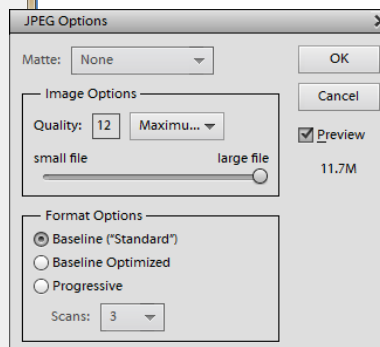 JPEG Options
Matte: None
OK
Cancel
Preview
11.7M
Image Options
Quality: 12 Maximu...
small file large file
Format Options
Baseline ("Standard")
Baseline Optimized
Progressive
Scans: 3